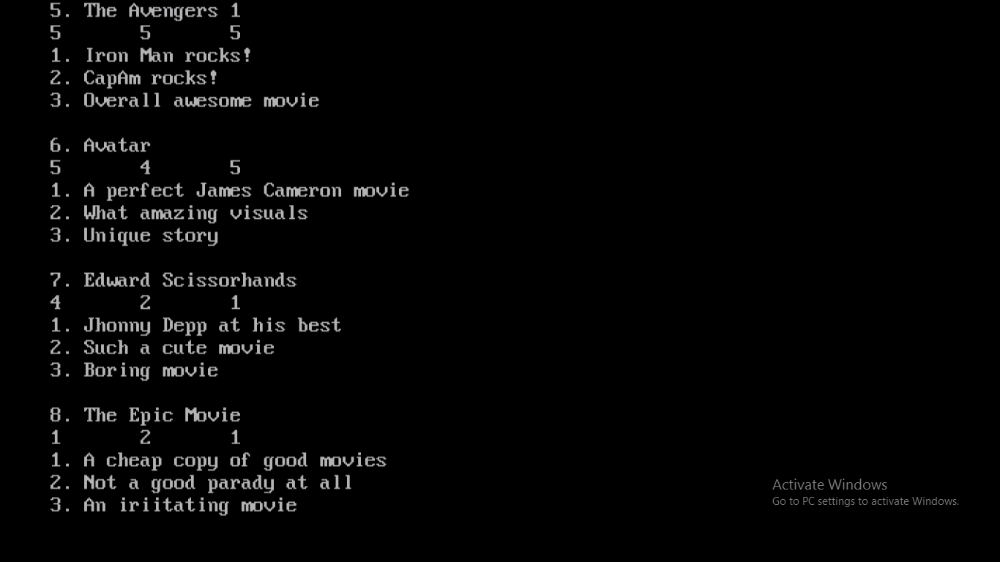 5. The Avengers 1
5 5 5
1. Iron Man rocks!
2. CapAm rocks!
3. Overall awesome movie
6. Avatar
5 4 5
1. A perfect James Cameron movie
2. What amazing visuals
3. Unique story
7. Edward Scissorhands
4 2 1
1. Jhonny Depp at his best
2. Such a cute movie
3. Boring movie
8. The Epic Movie
1 2 1
1. A cheap copy of good movies
2. Not a good parady at all
3. An iriitating movie
Activate Windows
Go to PC settings to activate Windows.